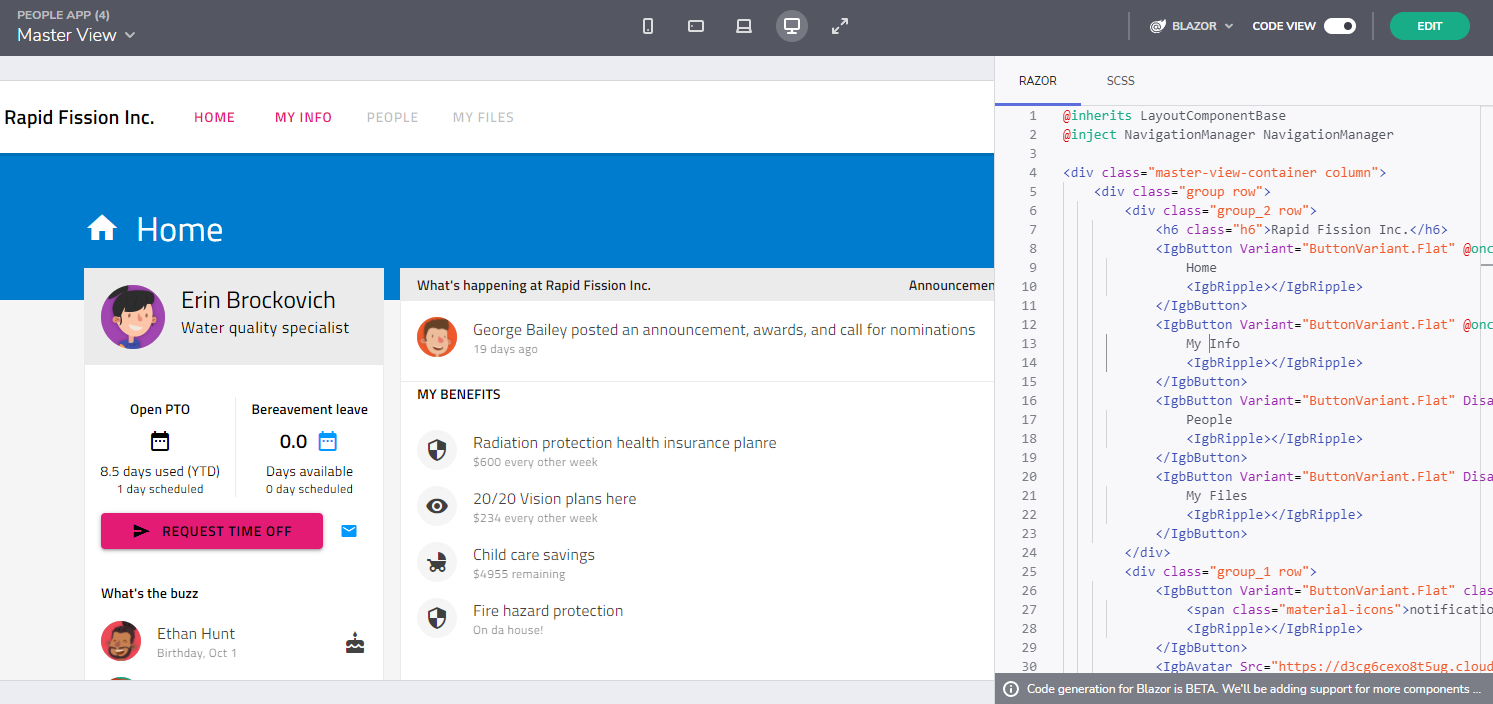 PEOPLE APP (4)
Master View
BLAZOR
CODE VIEW
EDIT
Rapid Fission Inc.
HOME
MY INFO
PEOPLE
MY FILES
Home
Erin Brockovich
Water quality specialist
Open PTO
8.5 days used (YTD)
1 day scheduled
Bereavement leave
0.0
Days available
0 day scheduled
REQUEST TIME OFF
What's the buzz
Ethan Hunt
Birthday, Oct 1
What's happening at Rapid Fission Inc.
Announcemen
George Bailey posted an announcement, awards, and call for nominations
19 days ago
MY BENEFITS
Radiation protection health insurance planre
$600 every other week
20/20 Vision plans here
$234 every other week
Child care savings
$4955 remaining
Fire hazard protection
On da house!
RAZOR
SCSS
1 @inherits LayoutComponentBase
2 @inject NavigationManager NavigationManager
3
4 <div class="master-view-container column">
5 <div class="group row">
6 <div class="group_2 row">
7 <h6 class="h6">Rapid Fission Inc.</h6>
8 <IgbButton Variant="ButtonVariant.Flat" @onc
9 Home
10 <IgbRipple></IgbRipple>
11 </IgbButton>
12 <IgbButton Variant="ButtonVariant.Flat" @onc
13 My Info
14 <IgbRipple></IgbRipple>
15 </IgbButton>
16 <IgbButton Variant="ButtonVariant.Flat" Disa
17 People
18 <IgbRipple></IgbRipple>
19 </IgbButton>
20 <IgbButton Variant="ButtonVariant.Flat" Disa
21 My Files
22 <IgbRipple></IgbRipple>
23 </IgbButton>
24 </div>
25 <div class="group_1 row">
26 <IgbButton Variant="ButtonVariant.Flat" clas
27 <span class="material-icons">notificatio
28 <IgbRipple></IgbRipple>
29 </IgbButton>
30 <IgbAvatar Src="https://d3cg6cexo8t5ug.cloud
Code generation for Blazor is BETA. We'll be adding support for more components ...